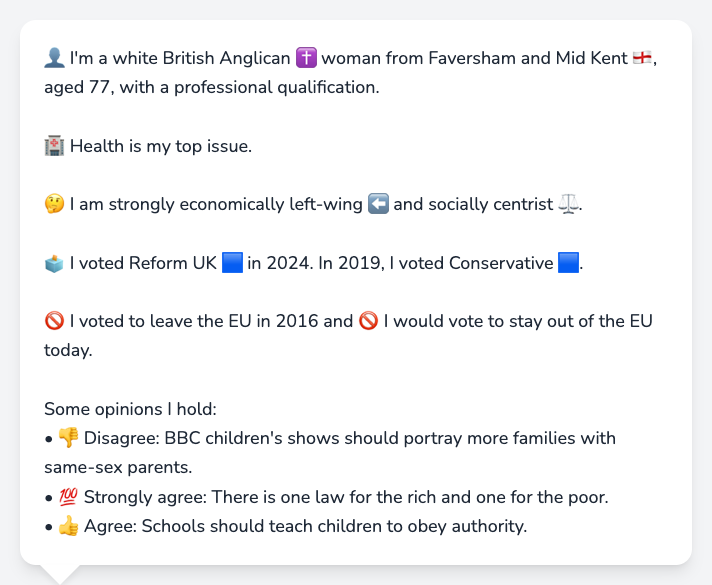 👤 I'm a white British Anglican ✝️ woman from Faversham and Mid Kent 🏴󠁧󠁢󠁥󠁮󠁧󠁿,
aged 77, with a professional qualification.
🏥 Health is my top issue.
🤔 I am strongly economically left-wing ⬅️ and socially centrist ⚖️.
🗳️ I voted Reform UK 🟦 in 2024. In 2019, I voted Conservative 🟦.
🚫 I voted to leave the EU in 2016 and 🚫 I would vote to stay out of the EU
today.
Some opinions I hold:
• 👎 Disagree: BBC children's shows should portray more families with
same-sex parents.
• 💯 Strongly agree: There is one law for the rich and one for the poor.
• 👍 Agree: Schools should teach children to obey authority.